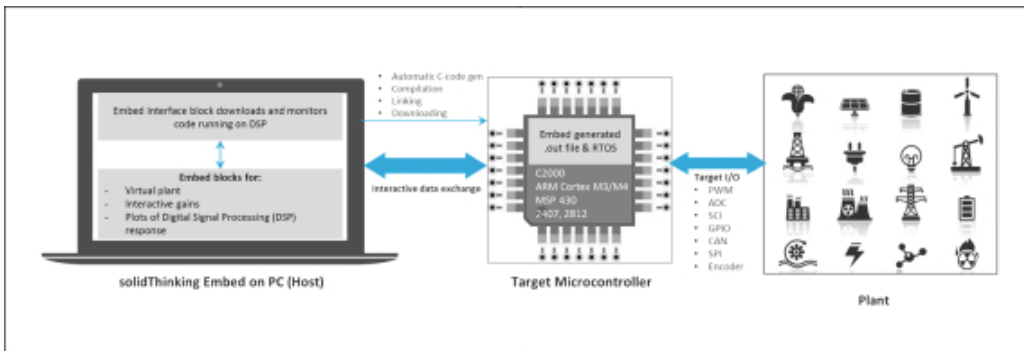 Embed Interface block downloads and monitors
code running on DSP
Embed blocks for:
- Virtual plant
- Interactive gains
- Plots of Digital Signal Processing (DSP)
response
solidThinking Embed on PC (Host)
• Automatic C-code gen
• Compilation
• Linking
• Downloading
Interactive data exchange
Embed generated
.out file & RTOS
C2000
ARM Cortex M3/M4
MSP 430
2407, 2812
Target Microcontroller
Target I/O
• PWM
• ADC
• SCI
• GPIO
• CAN
• SPI
• Encoder
Plant